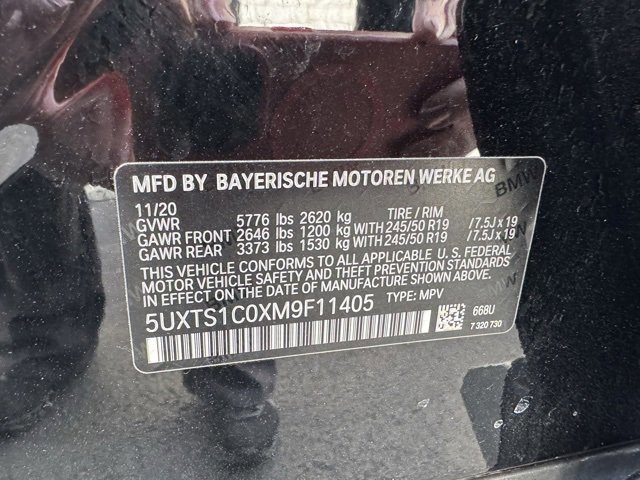 MFD BY BAYERISCHE MOTOREN WERKE AG
11/20
GVWR 5776 lbs 2620 kg TIRE / RIM
GAWR FRONT 2646 lbs 1200 kg WITH 245/50 R19 / 7.5J x 19
GAWR REAR 3373 lbs 1530 kg WITH 245/50 R19 / 7.5J x 19
THIS VEHICLE CONFORMS TO ALL APPLICABLE U. S. FEDERAL
MOTOR VEHICLE SAFETY AND THEFT PREVENTION STANDARDS
IN EFFECT ON THE DATE OF MANUFACTURE SHOWN ABOVE.
5UXTS1C0XM9F11405 TYPE: MPV
668U
7 320 730
BMW
BMW